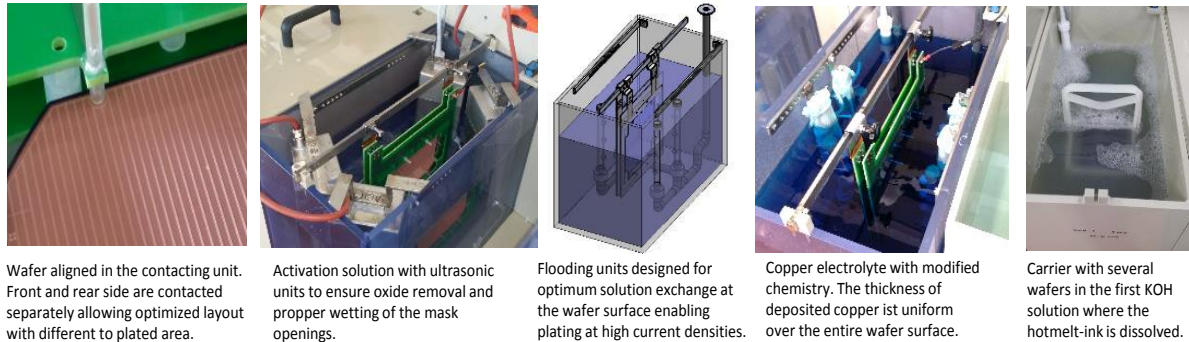 Wafer aligned in the contacting unit.
Front and rear side are contacted
separately allowing optimized layout
with different to plated area.
Activation solution with ultrasonic
units to ensure oxide removal and
propper wetting of the mask
openings.
Flooding units designed for
optimum solution exchange at
the wafer surface enabling
plating at high current densities.
Copper electrolyte with modified
chemistry. The thickness of
deposited copper ist uniform
over the entire wafer surface.
Carrier with several
wafers in the first KOH
solution where the
hotmelt-ink is dissolved.